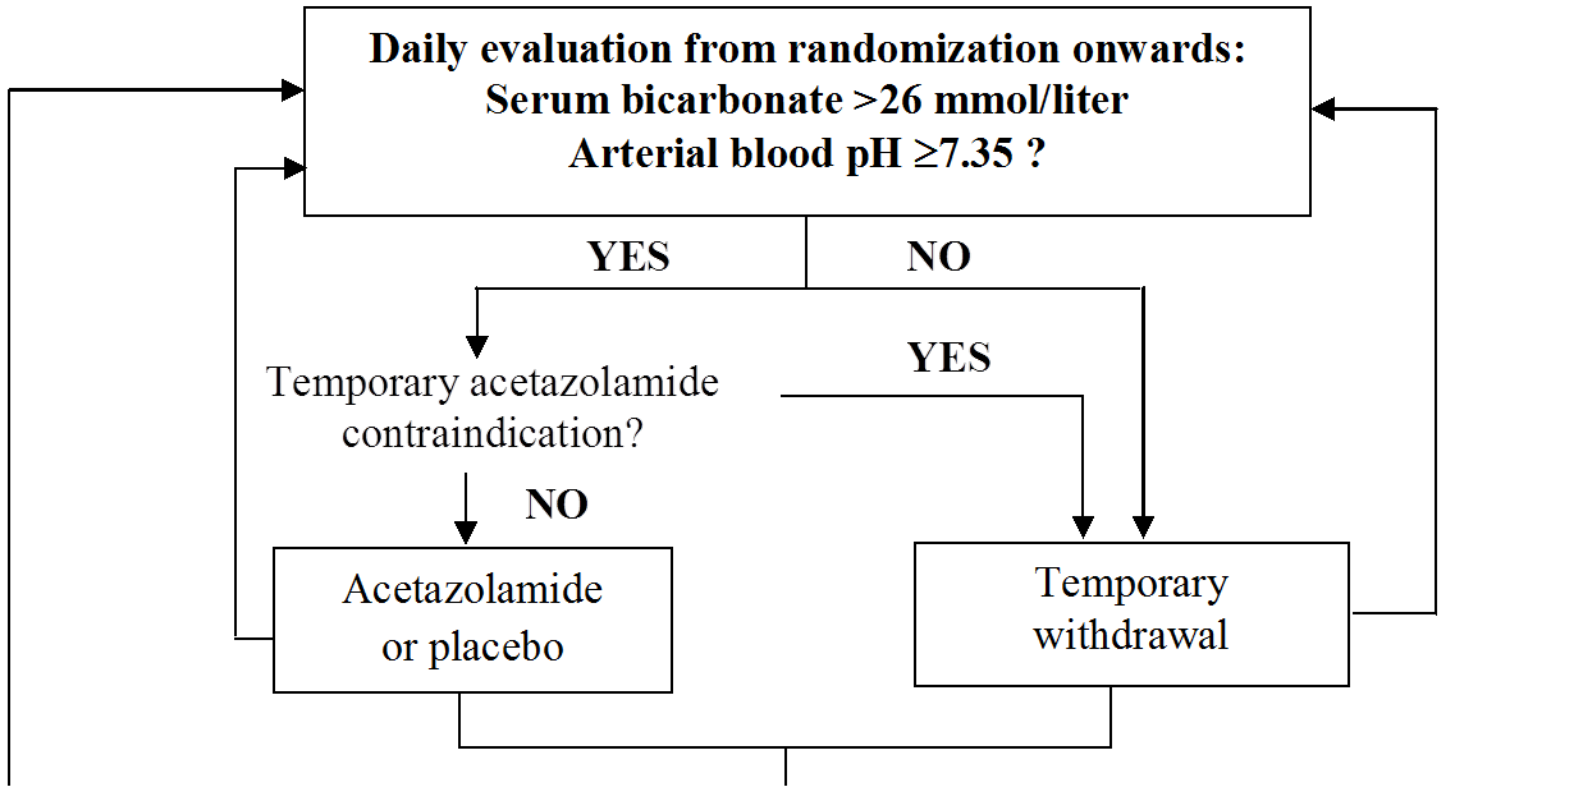 Daily evaluation from randomization onwards:
Serum bicarbonate >26 mmol/liter
Arterial blood pH ≥7.35 ?
YES
NO
YES
Temporary acetazolamide
contraindication?
NO
Acetazolamide
or placebo
Temporary
withdrawal